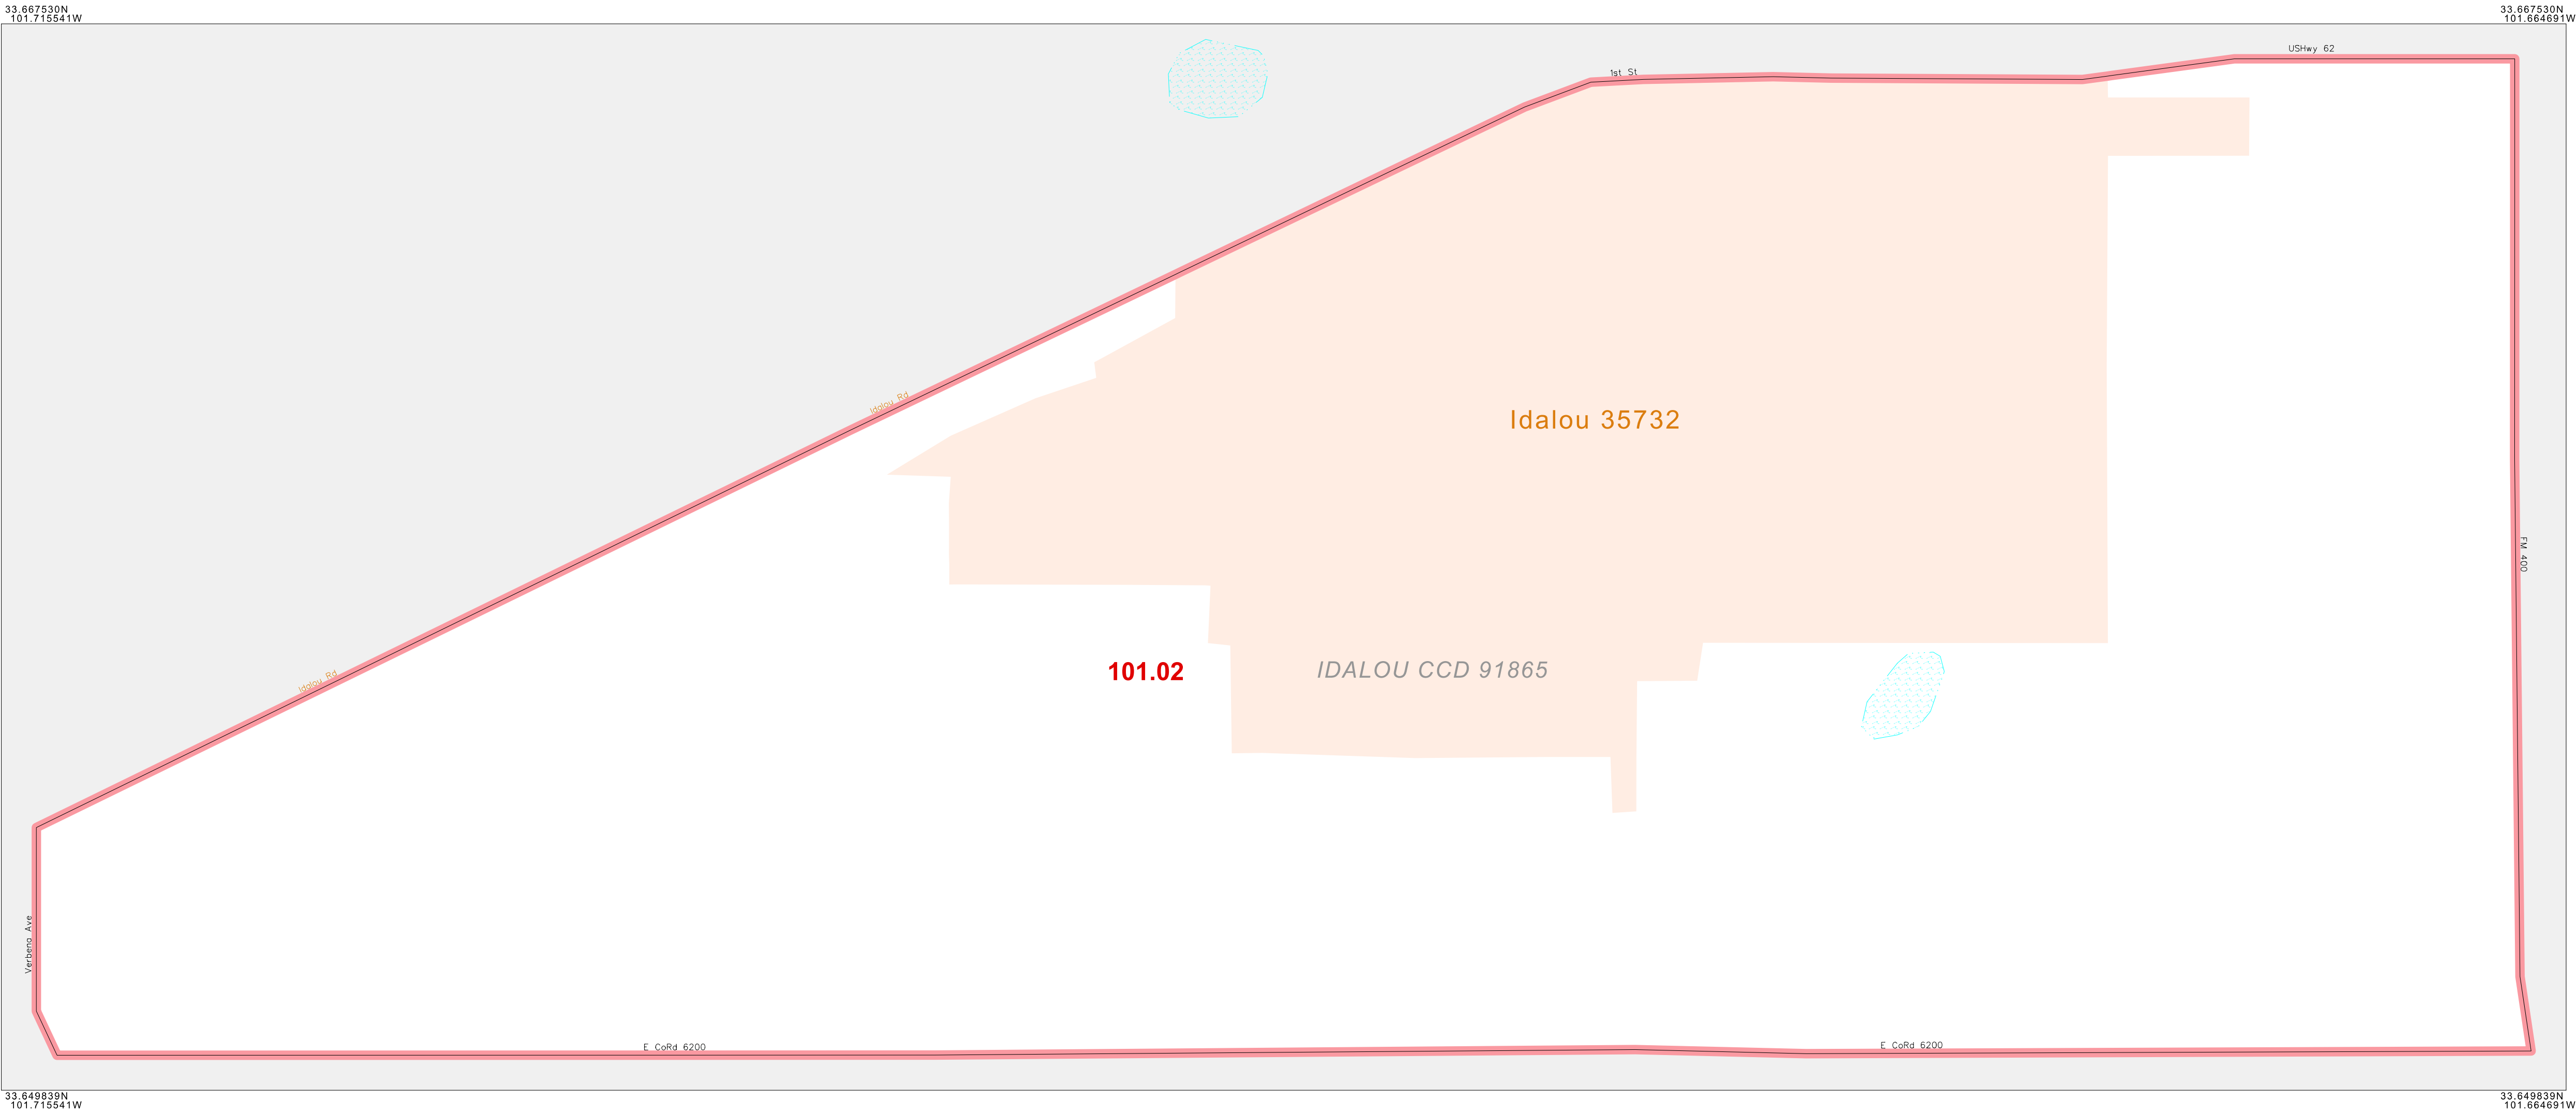 33.667530N
101.715541W
33.667530N
101.664691W
USHwy 62
1st St
Idalou Rd
Idalou 35732
FM 400
IDALOU CCD 91865
101.02
Idalou Rd
Verbena Ave
E CoRd 6200
E CoRd 6200
33.649839N
101.715541W
33.649839N
101.664691W